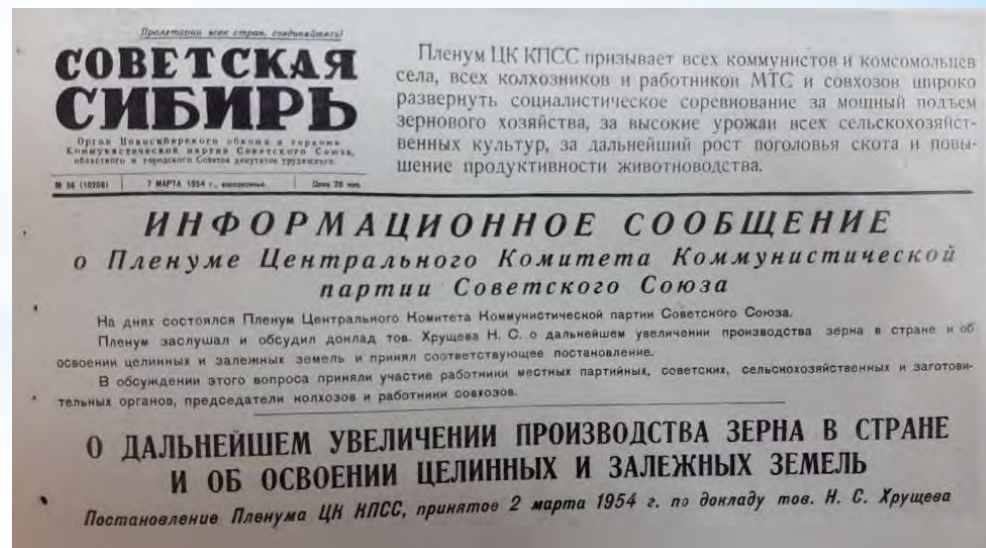 Пролетарии всех стран, соединяйтесь!
СОВЕТСКАЯ
СИБИРЬ
Орган Новосибирского обкома и горкома
Коммунистической партии Советского Союза,
областного и городского Советов депутатов трудящихся.
№ 56 (10398) | 7 МАРТА 1954 г., воскресенье | Цена 20 коп.
Пленум ЦК КПСС призывает всех коммунистов и комсомольцев
села, всех колхозников и работников МТС и совхозов широко
развернуть социалистическое соревнование за мощный подъем
зернового хозяйства, за высокие урожаи всех сельскохозяйст-
венных культур, за дальнейший рост поголовья скота и повы-
шение продуктивности животноводства.
ИНФОРМАЦИОННОЕ СООБЩЕНИЕ
о Пленуме Центрального Комитета Коммунистической
партии Советского Союза
На днях состоялся Пленум Центрального Комитета Коммунистической партии Советского Союза.
Пленум заслушал и обсудил доклад тов. Хрущева Н. С. о дальнейшем увеличении производства зерна в стране и об
освоении целинных и залежных земель и принял соответствующее постановление.
В обсуждении этого вопроса приняли участие работники местных партийных, советских, сельскохозяйственных и заготови-
тельных органов, председатели колхозов и работники совхозов.
О ДАЛЬНЕЙШЕМ УВЕЛИЧЕНИИ ПРОИЗВОДСТВА ЗЕРНА В СТРАНЕ
И ОБ ОСВОЕНИИ ЦЕЛИННЫХ И ЗАЛЕЖНЫХ ЗЕМЕЛЬ
Постановление Пленума ЦК КПСС, принятое 2 марта 1954 г. по докладу тов. Н. С. Хрущева